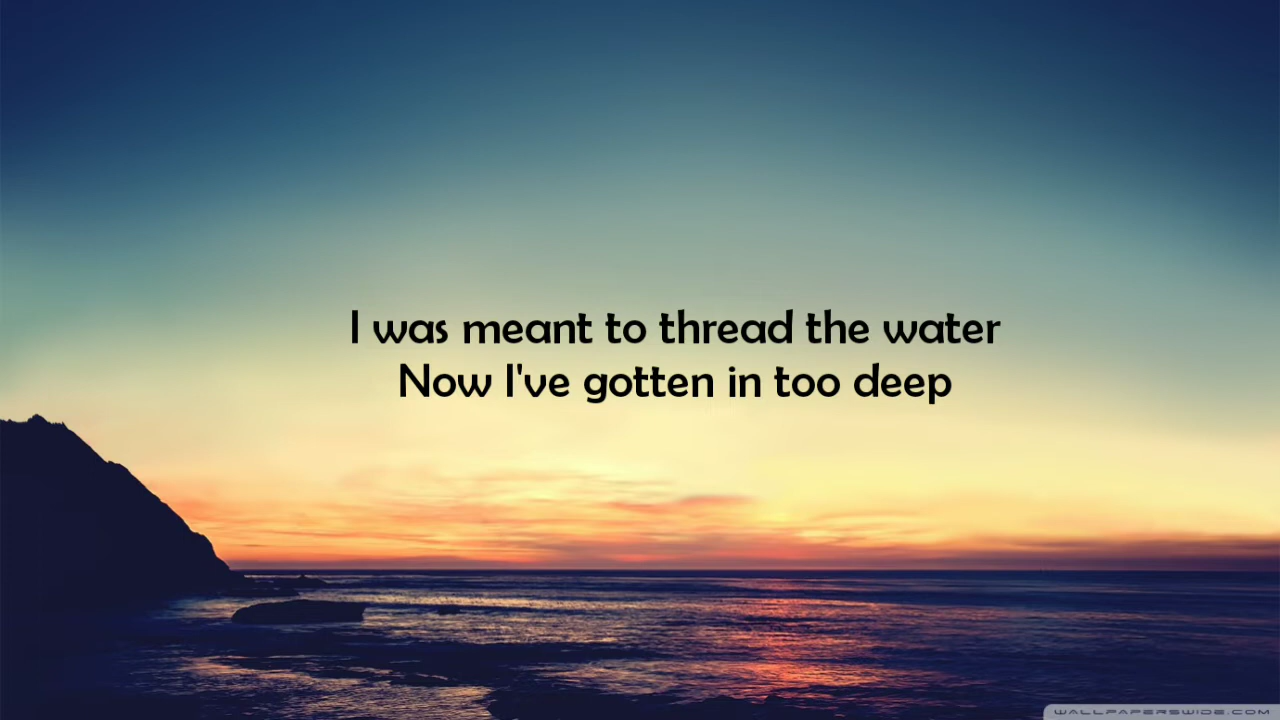 I was meant to thread the water
Now I've gotten in too deep
WALLPAPERSWIDE.COM